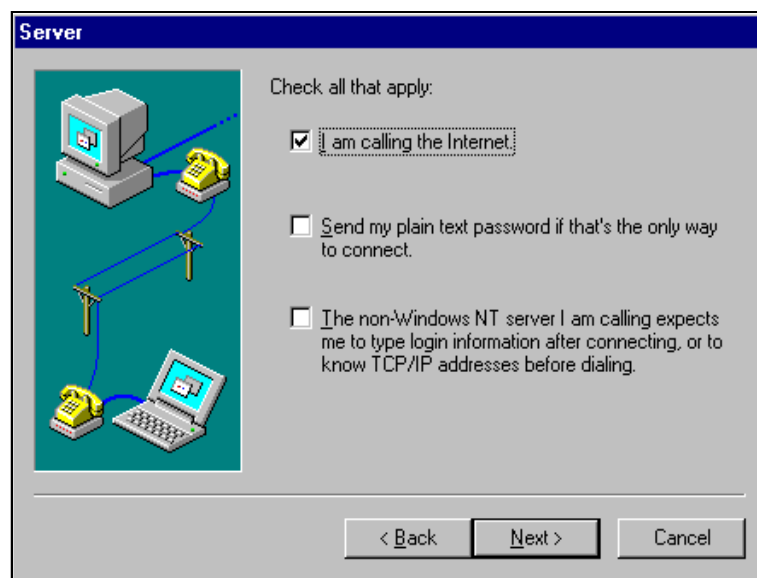 Server
Check all that apply:
I am calling the Internet.
Send my plain text password if that's the only way
to connect.
The non-Windows NT server I am calling expects
me to type login information after connecting, or to
know TCP/IP addresses before dialing.
< Back
Next >
Cancel